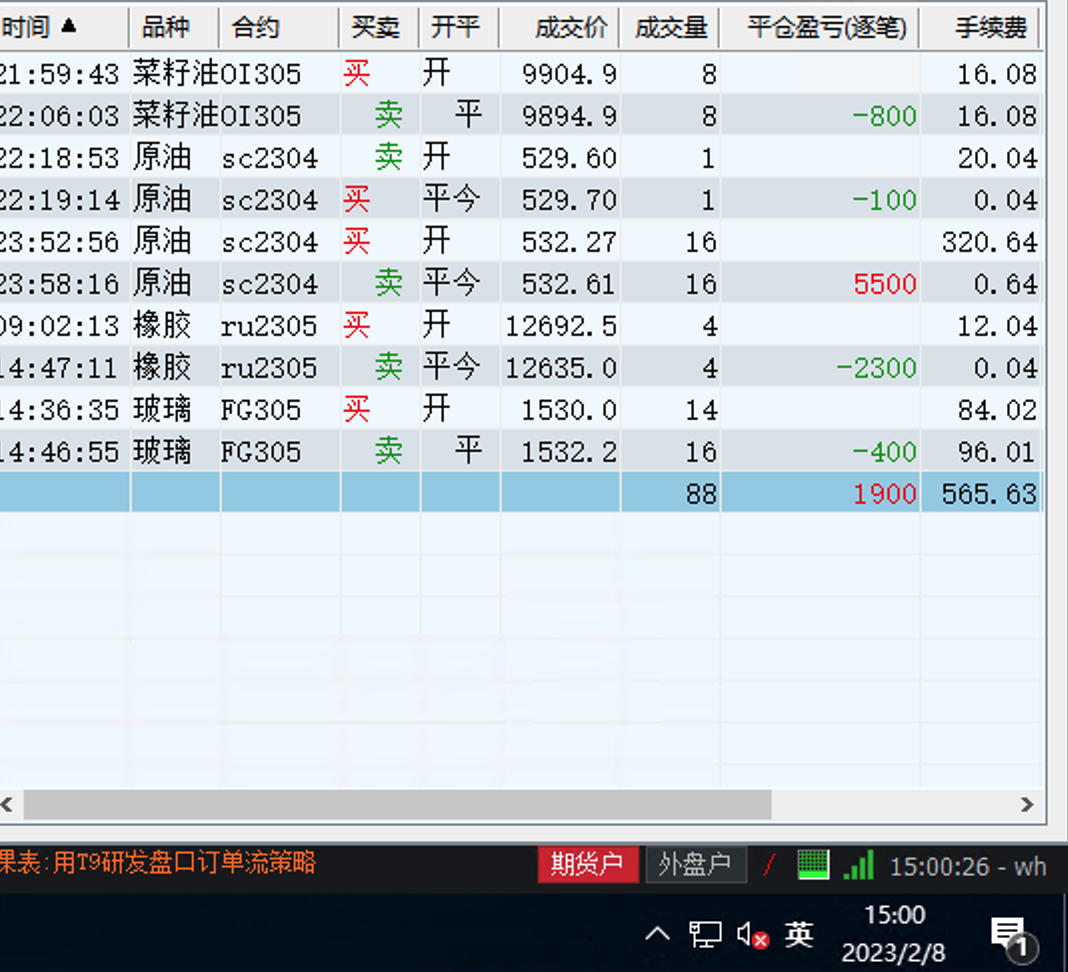 时间 ▲ 品种 合约 买卖 开平 成交价 成交量 平仓盈亏(逐笔) 手续费
21:59:43 菜籽油 OI305 买 开 9904.9 8 16.08
22:06:03 菜籽油 OI305 卖 平 9894.9 8 -800 16.08
22:18:53 原油 sc2304 卖 开 529.60 1 20.04
22:19:14 原油 sc2304 买 平今 529.70 1 -100 0.04
23:52:56 原油 sc2304 买 开 532.27 16 320.64
23:58:16 原油 sc2304 卖 平今 532.61 16 5500 0.64
09:02:13 橡胶 ru2305 买 开 12692.5 4 12.04
14:47:11 橡胶 ru2305 卖 平今 12635.0 4 -2300 0.04
14:36:35 玻璃 FG305 买 开 1530.0 14 84.02
14:46:55 玻璃 FG305 卖 平 1532.2 16 -400 96.01
88 1900 565.63
课表:用T9研发盘口订单流策略 期货户 外盘户 15:00:26 - wh
英 15:00
2023/2/8
1